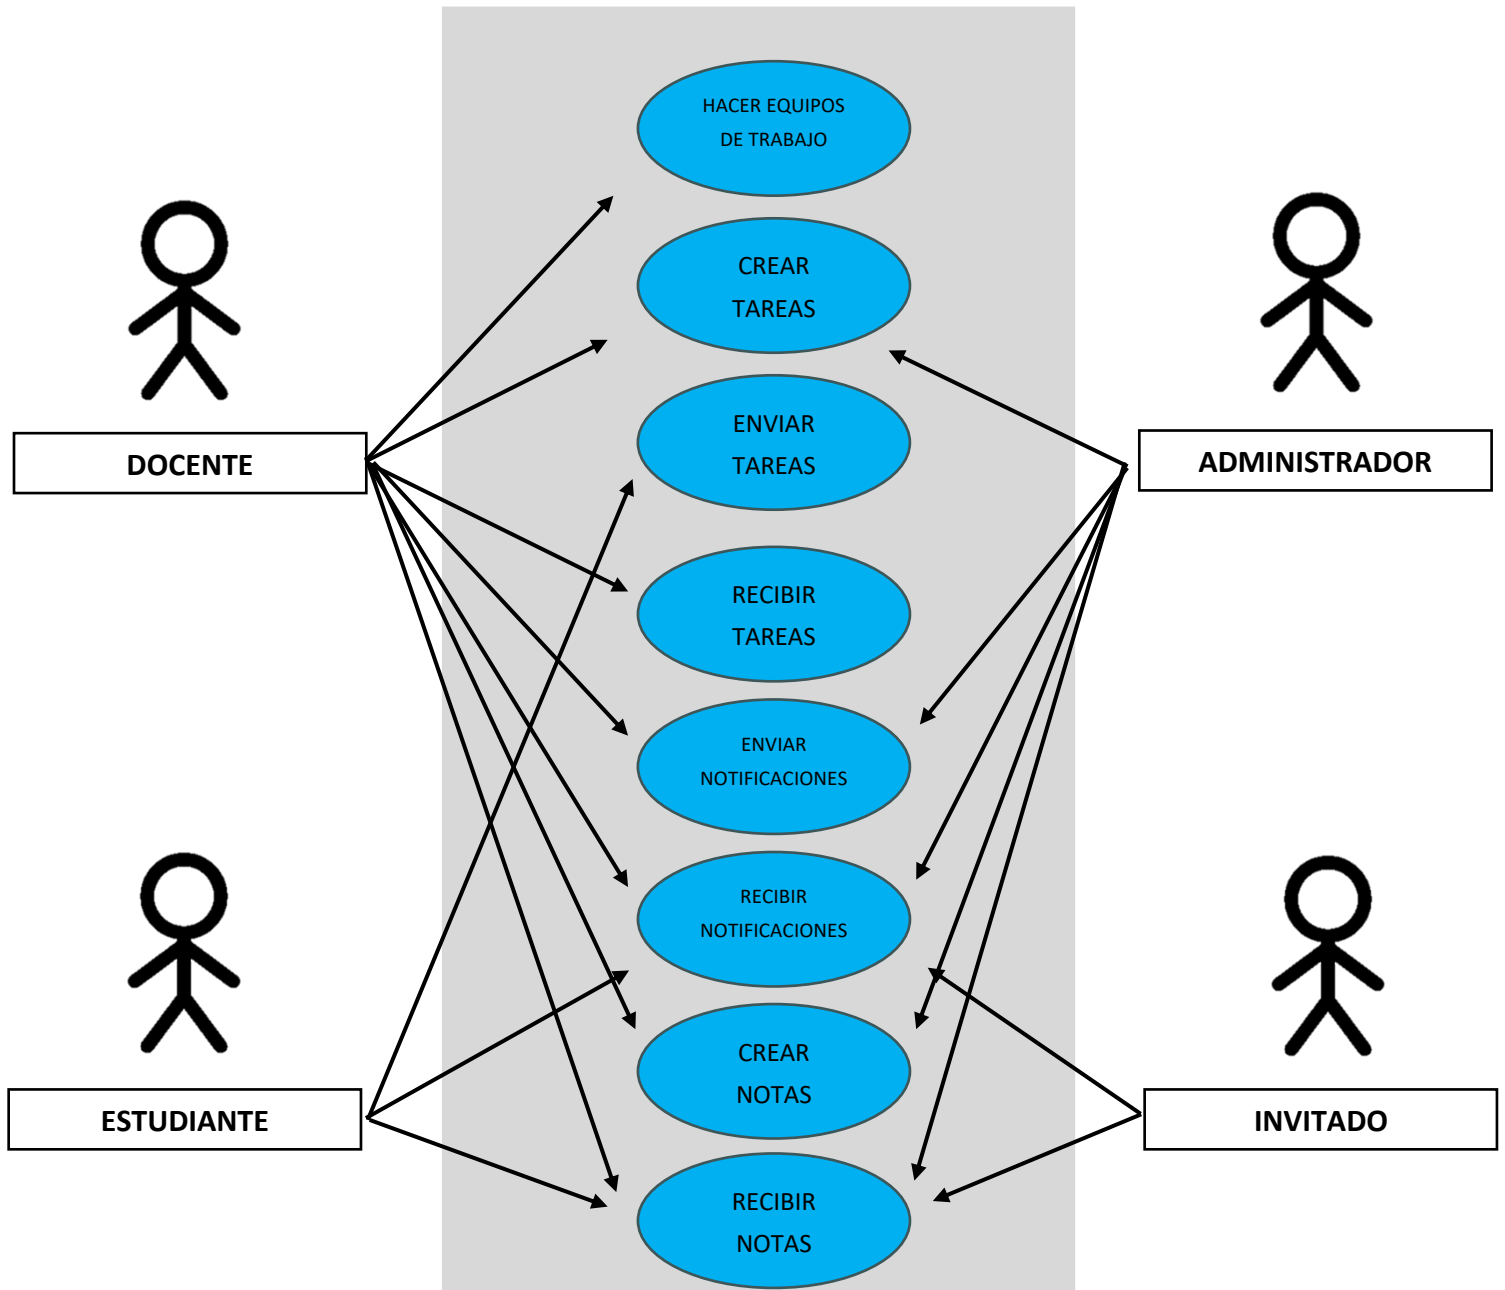 HACER EQUIPOS
DE TRABAJO
CREAR
TAREAS
ENVIAR
TAREAS
DOCENTE
ADMINISTRADOR
RECIBIR
TAREAS
ENVIAR
NOTIFICACIONES
RECIBIR
NOTIFICACIONES
CREAR
NOTAS
ESTUDIANTE
INVITADO
RECIBIR
NOTAS